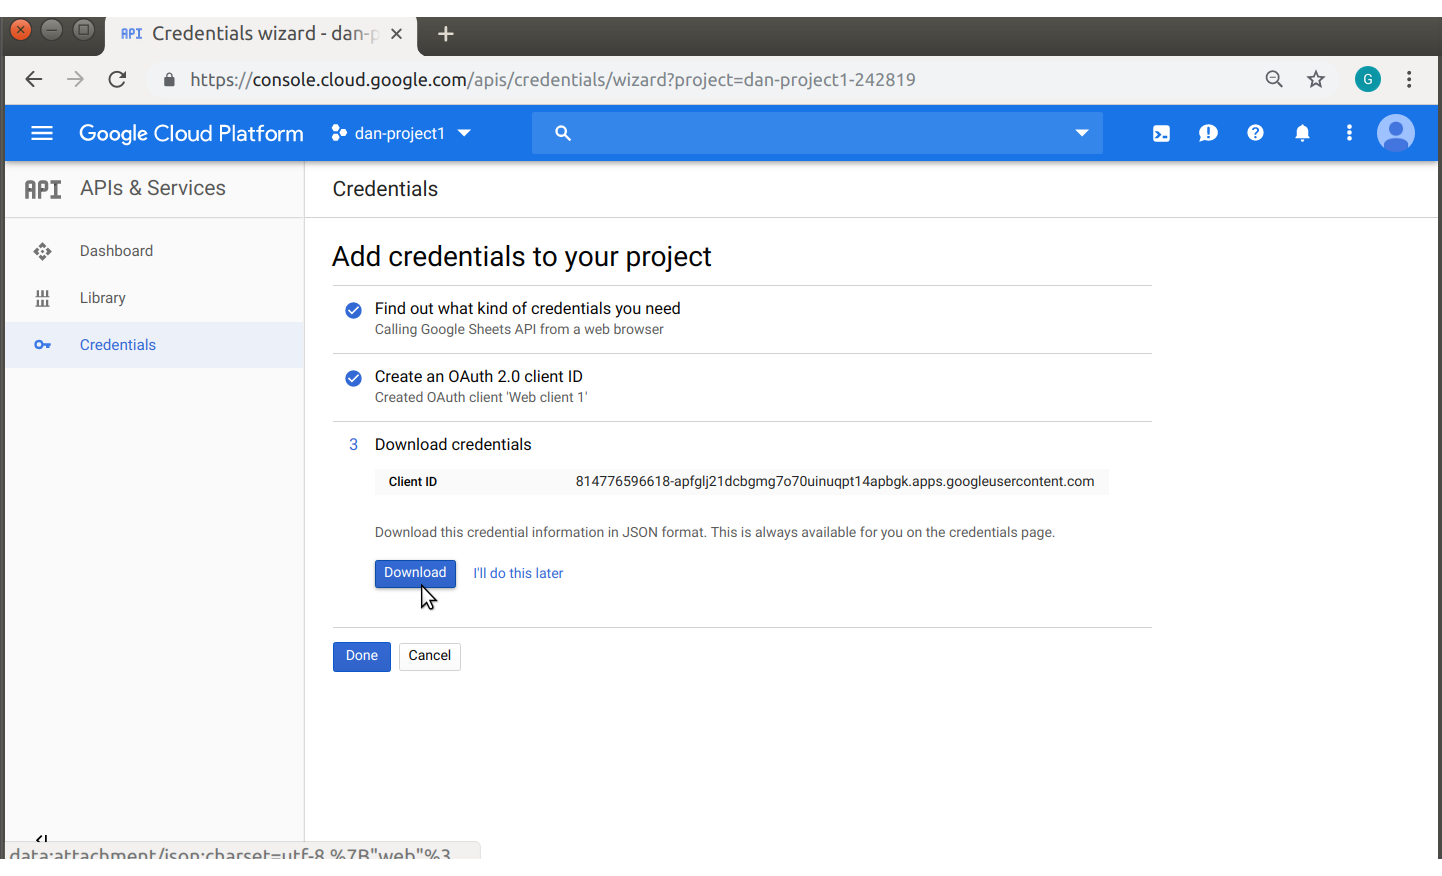 API Credentials wizard - dan-p
https://console.cloud.google.com/apis/credentials/wizard?project=dan-project1-242819
G
Google Cloud Platform
dan-project1
API APIs & Services
Credentials
Dashboard
Library
Credentials
Add credentials to your project
Find out what kind of credentials you need
Calling Google Sheets API from a web browser
Create an OAuth 2.0 client ID
Created OAuth client 'Web client 1'
3 Download credentials
Client ID 814776596618-apfglj21dcbgmg7o70uinuqpt14apbgk.apps.googleusercontent.com
Download this credential information in JSON format. This is always available for you on the credentials page.
Download I'll do this later
Done Cancel
data:attachment/json;charset=utf-8,%7B"web"%3